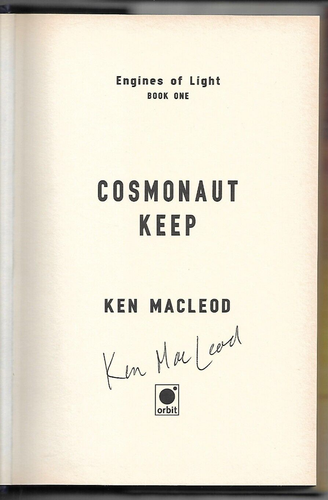 Engines of Light
BOOK ONE
COSMONAUT
KEEP
KEN MACLEOD
Ken MacLeod
orbit